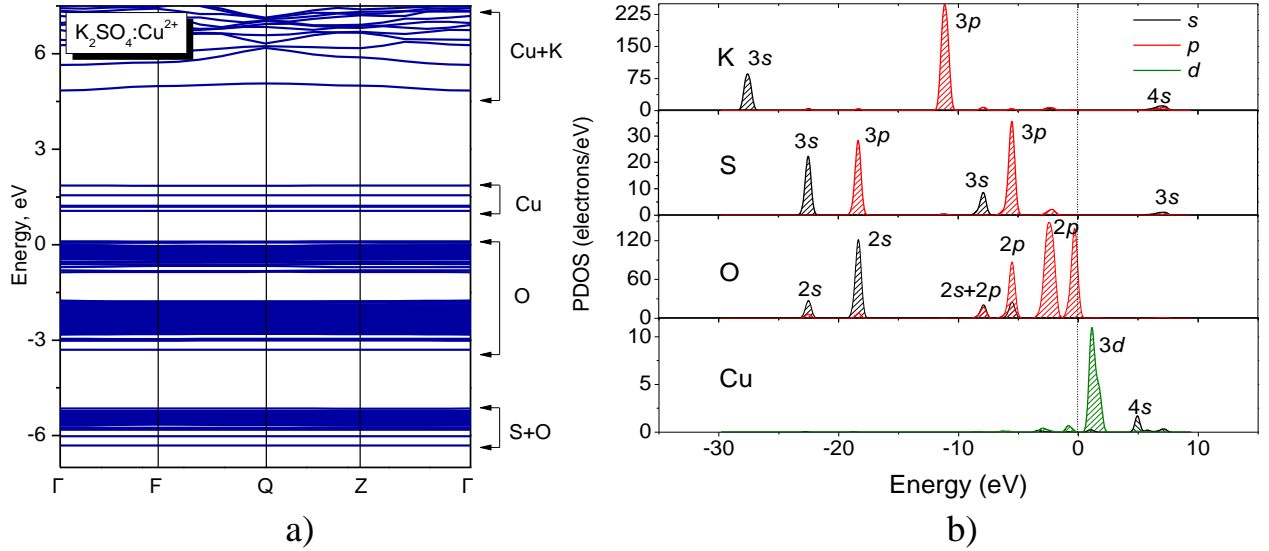 K₂SO₄:Cu²⁺
Energy, eV
6
3
0
-3
-6
Γ F Q Z Γ
Cu+K
Cu
O
S+O
a)
PDOS (electrons/eV)
225
150
75
0
K
3s
3p
4s
s
p
d
30
20
10
0
S
3s
3p
3s
3p
3s
120
60
0
O
2s
2s
2s+2p
2p
2p
10
5
0
Cu
3d
4s
-30 -20 -10 0 10
Energy (eV)
b)